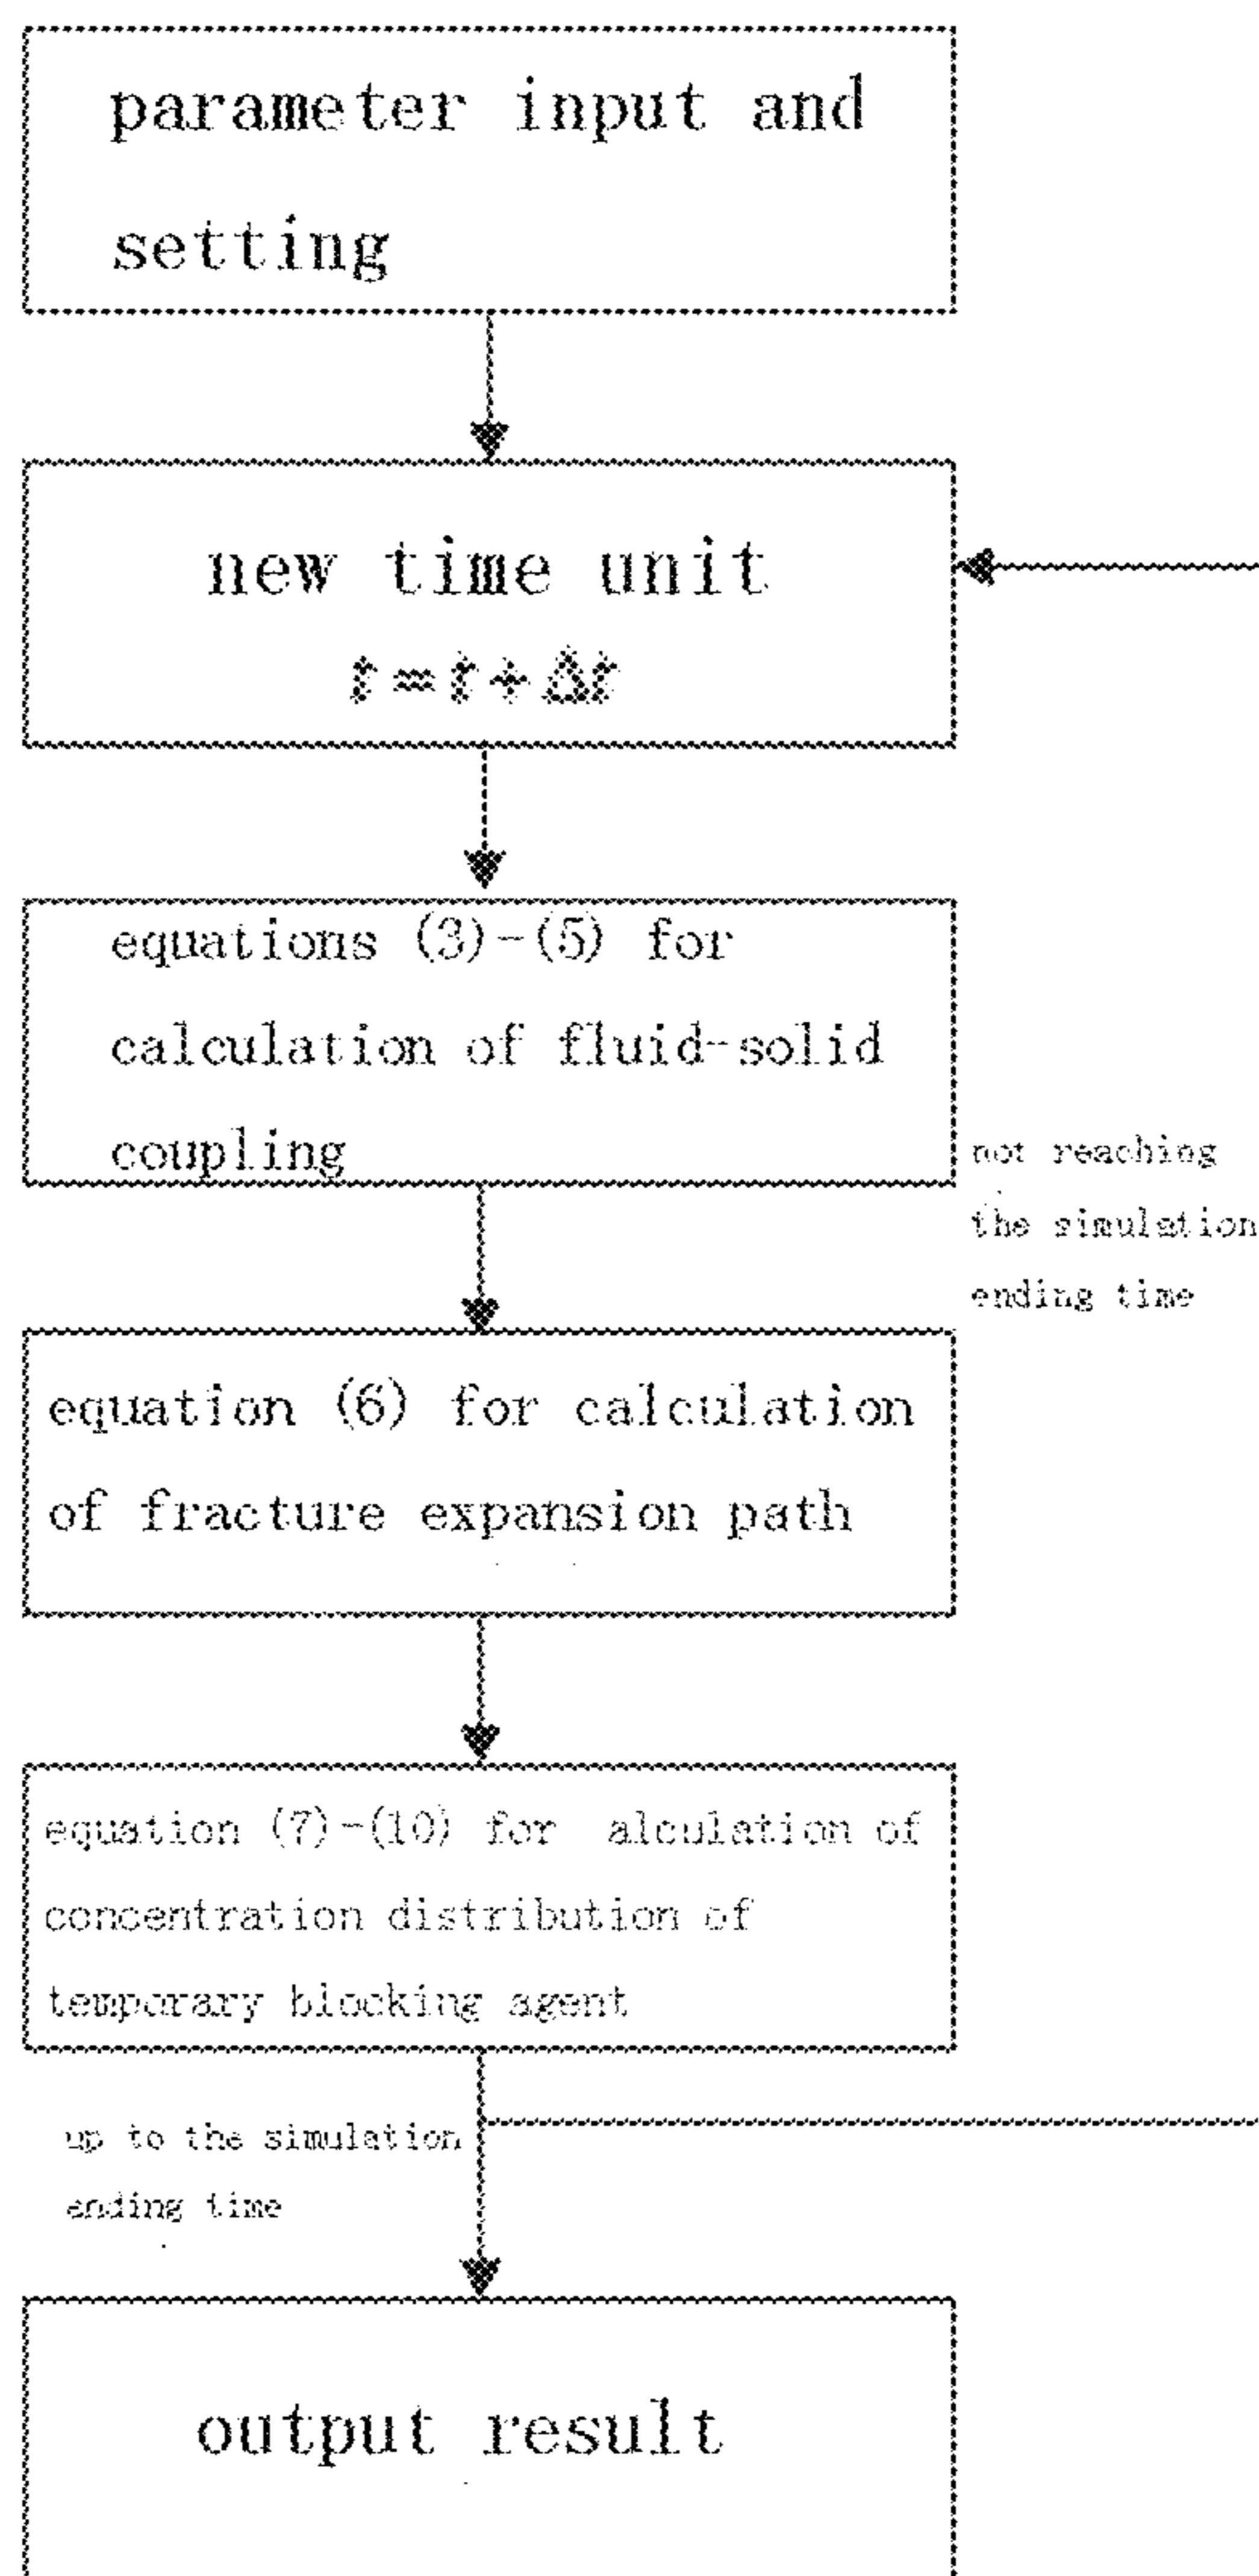 parameter input and
setting
new time unit
t = t + Δt
equations (3)-(5) for
calculation of fluid-solid
coupling
not reaching
the simulation
ending time
equation (6) for calculation
of fracture expansion path
equation (7)-(10) for alculation of
concentration distribution of
temporary blocking agent
up to the simulation
ending time
output result